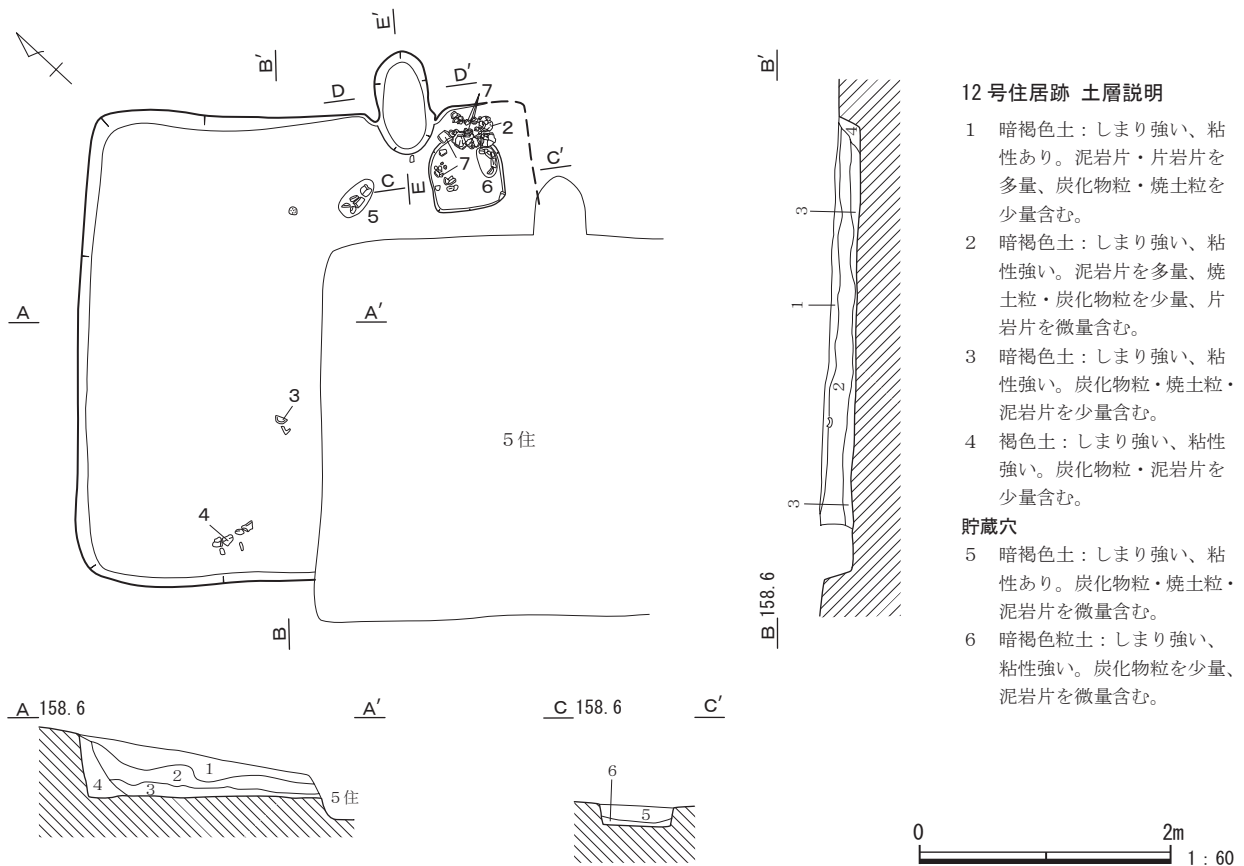 E'
B'
D
D'
7
2
C'
C
E
7
6
5
A
A'
3
5住
4
B
B'
4
3
1
2
3
B 158.6
12号住居跡 土層説明
1 暗褐色土：しまり強い、粘
性あり。泥岩片・片岩片を
多量、炭化物粒・焼土粒を
少量含む。
2 暗褐色土：しまり強い、粘
性強い。泥岩片を多量、焼
土粒・炭化物粒を少量、片
岩片を微量含む。
3 暗褐色土：しまり強い、粘
性強い。炭化物粒・焼土粒・
泥岩片を少量含む。
4 褐色土：しまり強い、粘性
強い。炭化物粒・泥岩片を
少量含む。
貯蔵穴
5 暗褐色土：しまり強い、粘
性あり。炭化物粒・焼土粒・
泥岩片を微量含む。
6 暗褐色粒土：しまり強い、
粘性強い。炭化物粒を少量、
泥岩片を微量含む。
A 158.6
A'
1
2
3
4
5住
C 158.6
C'
6
5
0
2m
1：60